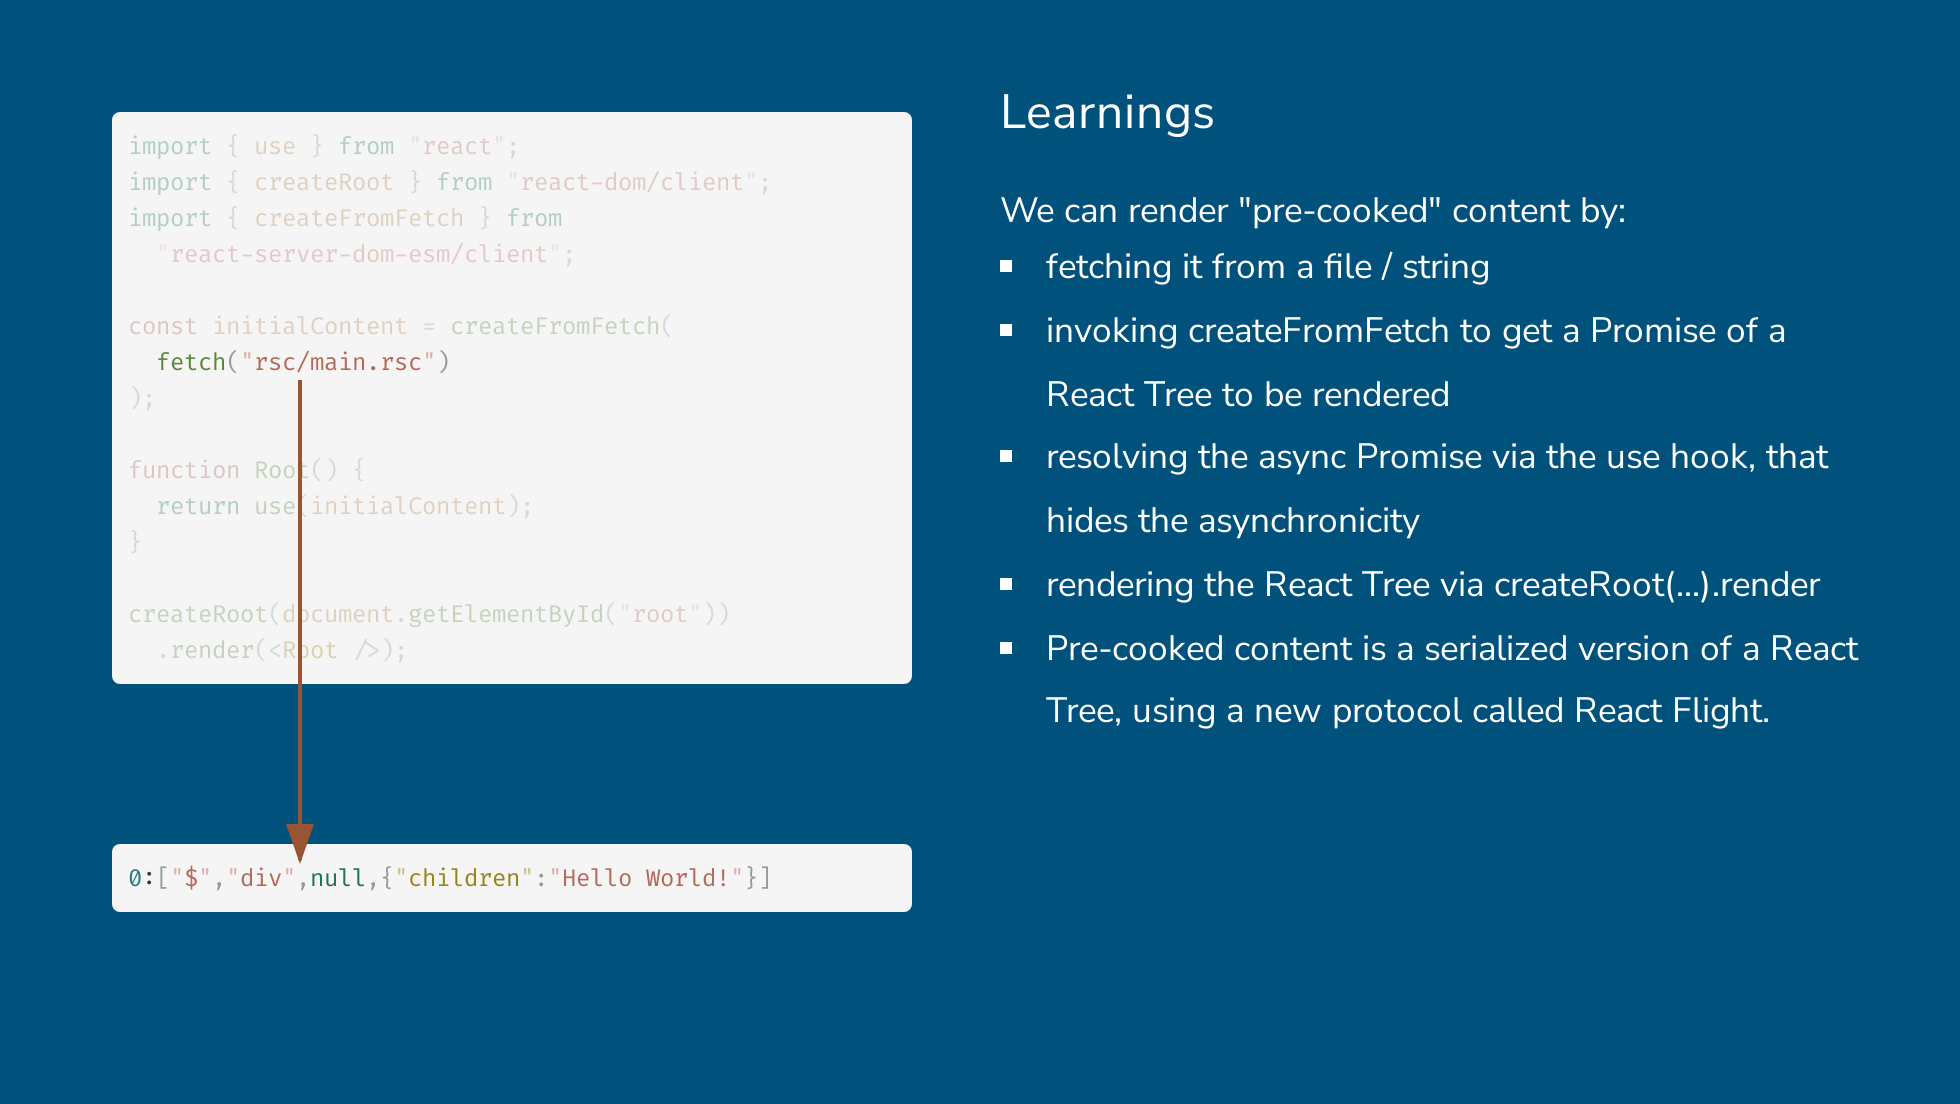 import { use } from "react";
import { createRoot } from "react-dom/client";
import { createFromFetch } from
  "react-server-dom-esm/client";

const initialContent = createFromFetch(
  fetch("rsc/main.rsc")
);

function Root() {
  return use(initialContent);
}

createRoot(document.getElementById("root"))
  .render(<Root />);

0:["$","div",null,{"children":"Hello World!"}]

Learnings
We can render "pre-cooked" content by:
▪ fetching it from a file / string
▪ invoking createFromFetch to get a Promise of a
React Tree to be rendered
▪ resolving the async Promise via the use hook, that
hides the asynchronicity
▪ rendering the React Tree via createRoot(...).render
▪ Pre-cooked content is a serialized version of a React
Tree, using a new protocol called React Flight.